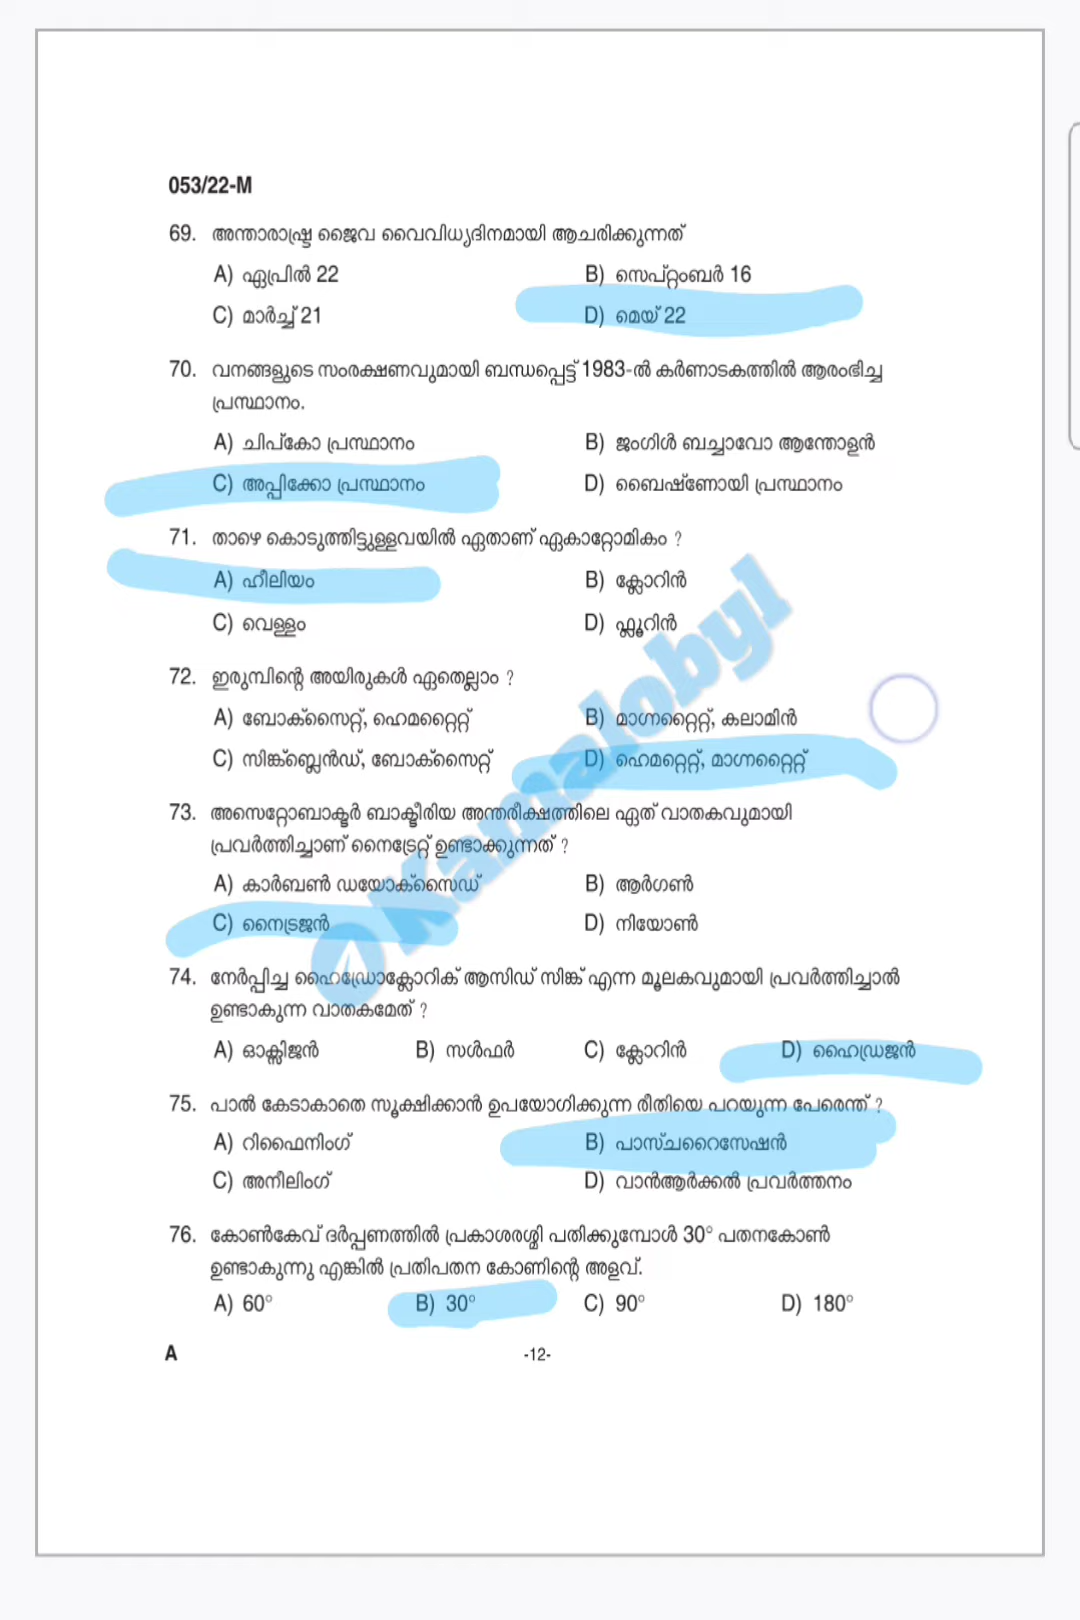 053/22-M
69. അന്താരാഷ്ട്ര ജൈവ വൈവിധ്യദിനമായി ആചരിക്കുന്നത്
A) ഏപ്രിൽ 22 B) സെപ്റ്റംബർ 16
C) മാർച്ച് 21 D) മെയ് 22
70. വനങ്ങളുടെ സംരക്ഷണവുമായി ബന്ധപ്പെട്ട് 1983-ൽ കർണാടകത്തിൽ ആരംഭിച്ച
പ്രസ്ഥാനം.
A) ചിപ്കോ പ്രസ്ഥാനം B) ജംഗിൾ ബച്ചാവോ ആന്തോളൻ
C) അപ്പിക്കോ പ്രസ്ഥാനം D) ബൈഷ്ണോയി പ്രസ്ഥാനം
71. താഴെ കൊടുത്തിട്ടുള്ളവയിൽ ഏതാണ് ഏകാറ്റോമികം ?
A) ഹീലിയം B) ക്ലോറിൻ
C) വെള്ളം D) ഫ്ലൂറിൻ
72. ഇരുമ്പിന്റെ അയിരുകൾ ഏതെല്ലാം ?
A) ബോക്സൈറ്റ്, ഹെമറ്റൈറ്റ് B) മാഗ്നറ്റൈറ്റ്, കലാമിൻ
C) സിങ്ക്ബ്ലെൻഡ്, ബോക്സൈറ്റ് D) ഹെമറ്റെറ്റ്, മാഗ്നറ്റൈറ്റ്
73. അസെറ്റോബാക്ടർ ബാക്ടീരിയ അന്തരീക്ഷത്തിലെ ഏത് വാതകവുമായി
പ്രവർത്തിച്ചാണ് നൈട്രേറ്റ് ഉണ്ടാക്കുന്നത് ?
A) കാർബൺ ഡയോക്സൈഡ് B) ആർഗൺ
C) നൈട്രജൻ D) നിയോൺ
74. നേർപ്പിച്ച ഹൈഡ്രോക്ലോറിക് ആസിഡ് സിങ്ക് എന്ന മൂലകവുമായി പ്രവർത്തിച്ചാൽ
ഉണ്ടാകുന്ന വാതകമേത് ?
A) ഓക്സിജൻ B) സൾഫർ C) ക്ലോറിൻ D) ഹൈഡ്രജൻ
75. പാൽ കേടാകാതെ സൂക്ഷിക്കാൻ ഉപയോഗിക്കുന്ന രീതിയെ പറയുന്ന പേരെന്ത് ?
A) റിഫൈനിംഗ് B) പാസ്ചറൈസേഷൻ
C) അനീലിംഗ് D) വാൻആർക്കൽ പ്രവർത്തനം
76. കോൺകേവ് ദർപ്പണത്തിൽ പ്രകാശരശ്മി പതിക്കുമ്പോൾ 30° പതനകോൺ
ഉണ്ടാകുന്നു എങ്കിൽ പ്രതിപതന കോണിന്റെ അളവ്.
A) 60° B) 30° C) 90° D) 180°
A -12-
Kamalobyl